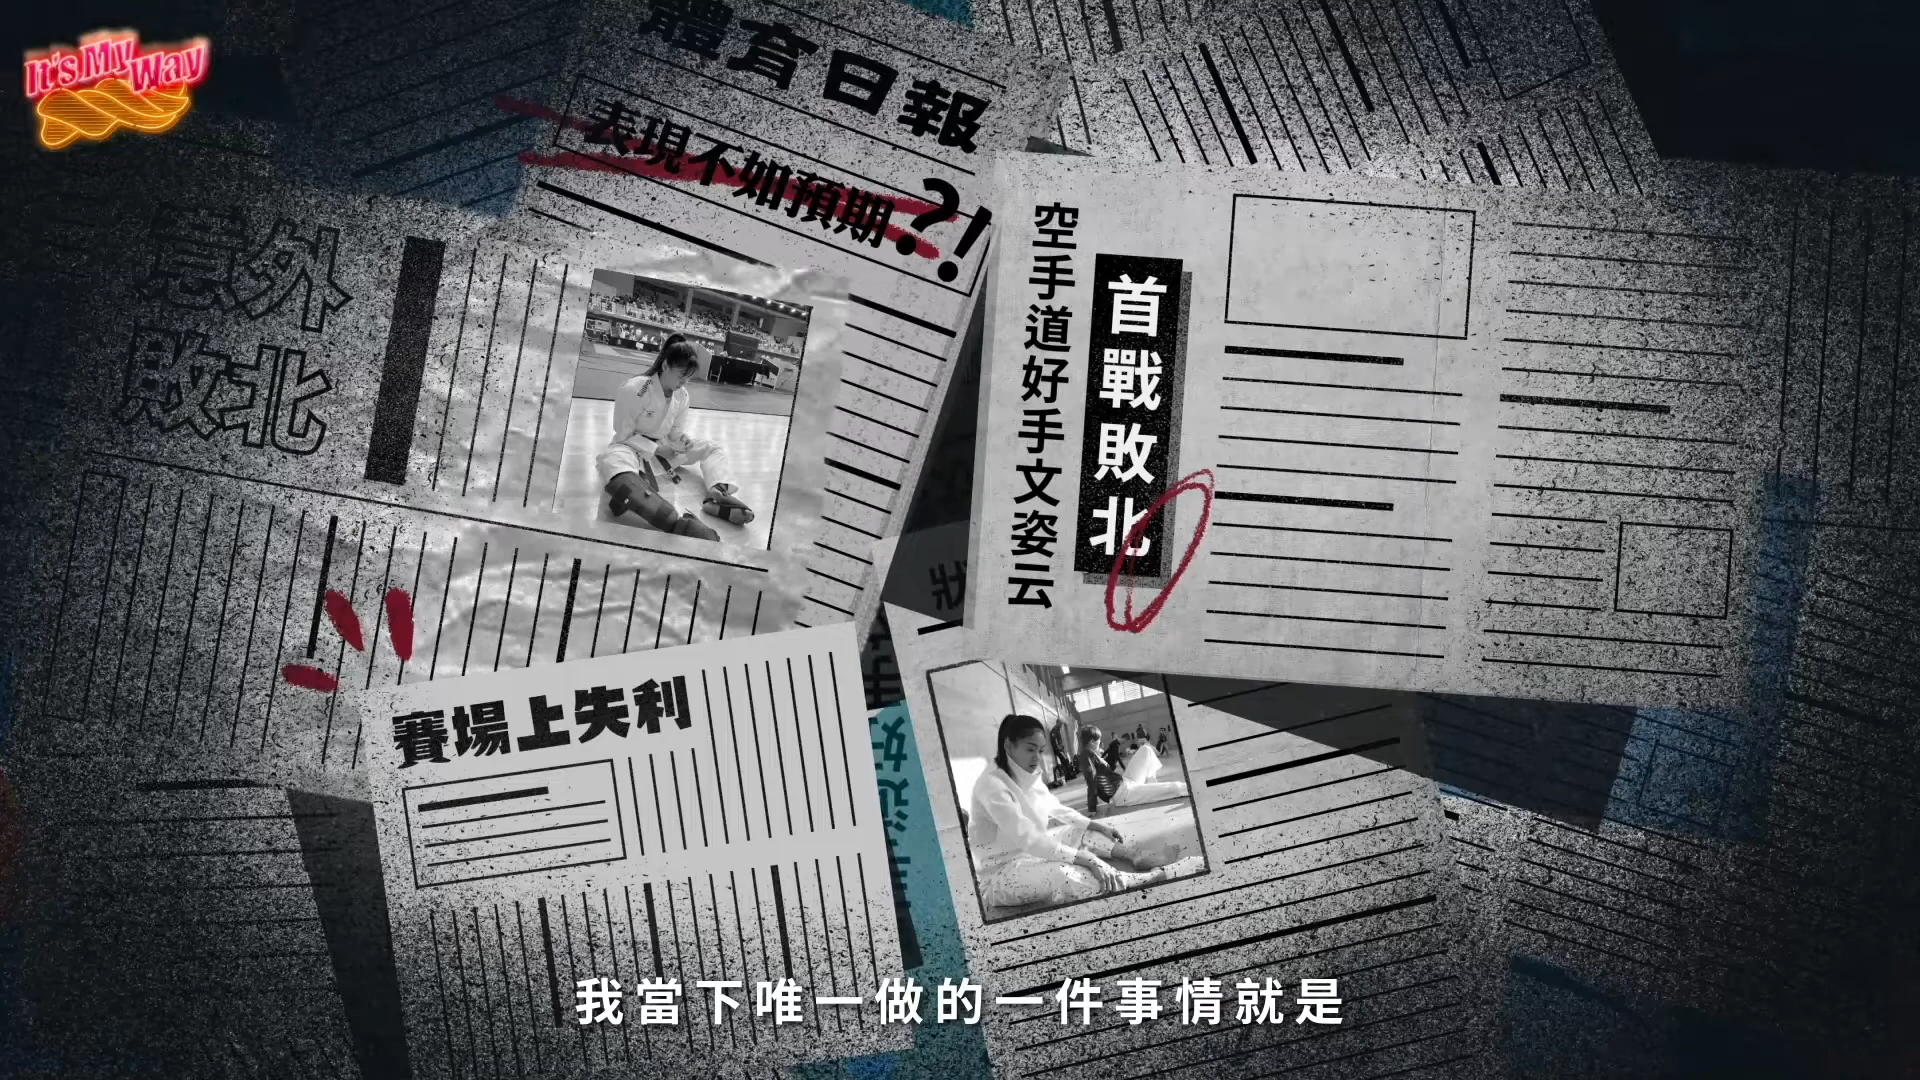 It's My Way
體育日報
表現不如預期?!
意外
敗北
空手道好手文姿云
首戰敗北
狀
賽場上失利
我當下唯一做的一件事情就是